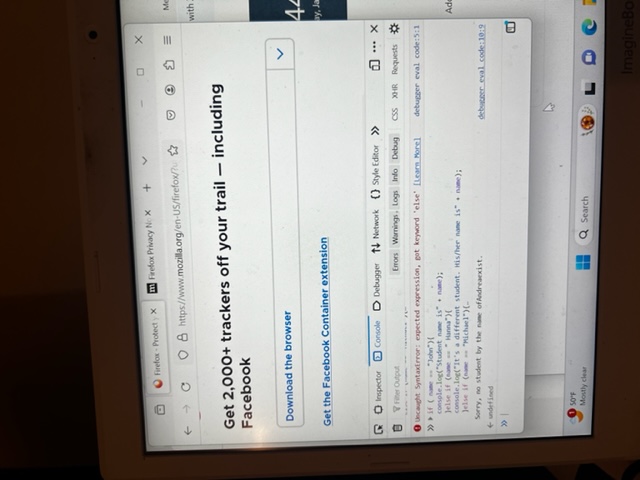 Firefox - Protect y
Firefox Privacy No
https://www.mozilla.org/en-US/firefox/?u
Me
with
Get 2,000+ trackers off your trail — including
Facebook
Download the browser
44
ay, Ja
Get the Facebook Container extension
Inspector Console Debugger Network {} Style Editor
Filter Output Errors Warnings Logs Info Debug CSS XHR Requests
Uncaught SyntaxError: expected expression, got keyword 'else' [Learn More] debugger eval code:5:1
if ( name == "John"){
console.log("Student name is" + name);
}else if (name == " Hanna"){
console.log("It's a different student. His/her name is" + name);
}else if (name == "Michael"){…
Sorry, no student by the name ofAndreaexist. debugger eval code:10:9
undefined
Add
1
50°F
Mostly clear
Search
ImagineBo